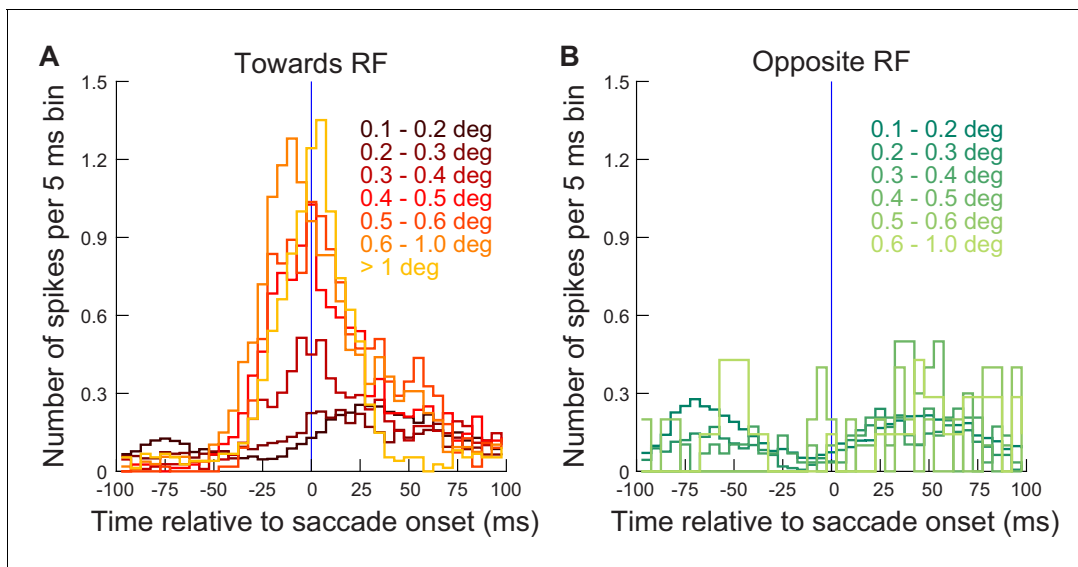 A
Towards RF
Number of spikes per 5 ms bin
1.5
1.2
0.9
0.6
0.3
0
0.1 - 0.2 deg
0.2 - 0.3 deg
0.3 - 0.4 deg
0.4 - 0.5 deg
0.5 - 0.6 deg
0.6 - 1.0 deg
> 1 deg
-100 -75 -50 -25 0 25 50 75 100
Time relative to saccade onset (ms)
B
Opposite RF
Number of spikes per 5 ms bin
1.5
1.2
0.9
0.6
0.3
0
0.1 - 0.2 deg
0.2 - 0.3 deg
0.3 - 0.4 deg
0.4 - 0.5 deg
0.5 - 0.6 deg
0.6 - 1.0 deg
-100 -75 -50 -25 0 25 50 75 100
Time relative to saccade onset (ms)